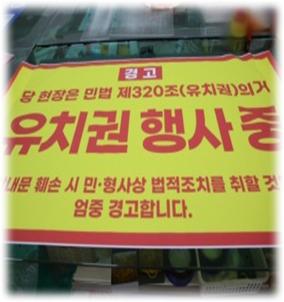 경고
당 현장은 민법 제320조(유치권)의거
유치권 행사 중
내문 훼손 시 민·형사상 법적조치를 취할 것
엄중 경고합니다.